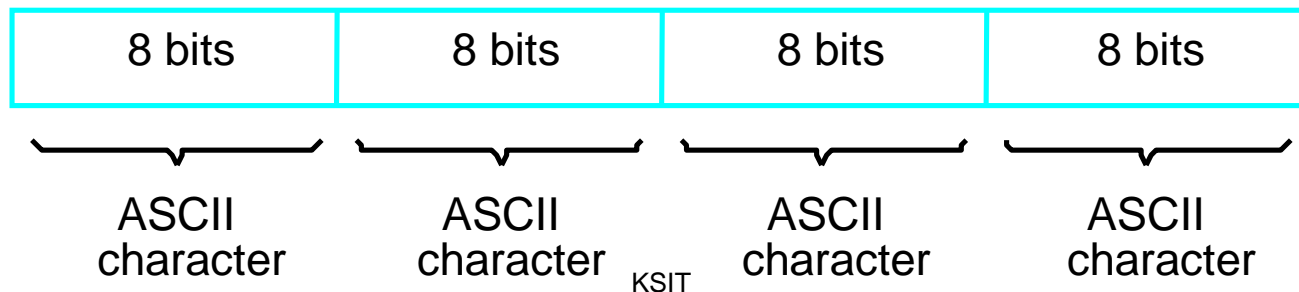 8 bits 8 bits 8 bits 8 bits
ASCII ASCII ASCII ASCII
character character character character
KSIT